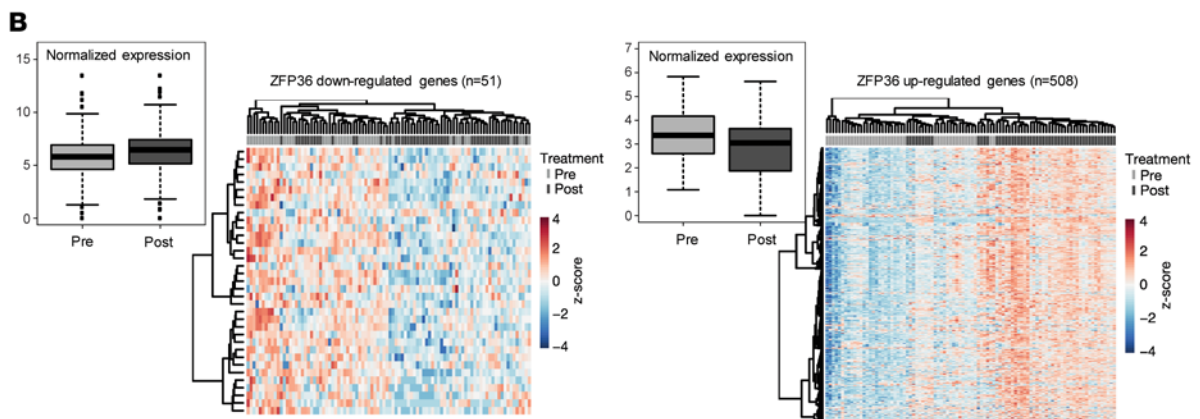 B
Normalized expression
15
10
5
0
Pre
Post
ZFP36 down-regulated genes (n=51)
Treatment
Pre
Post
4
2
0
−2
−4
z-score
Normalized expression
7
6
5
4
3
2
1
0
Pre
Post
ZFP36 up-regulated genes (n=508)
Treatment
Pre
Post
4
2
0
−2
−4
z-score